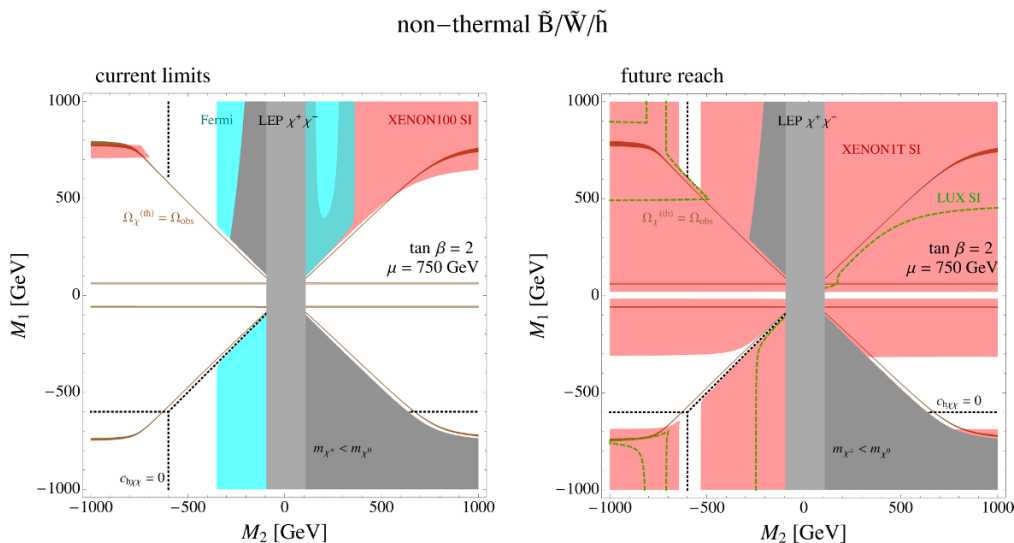 non−thermal B̃/W̃/h̃
current limits
1000
500
0
−500
−1000
M₁ [GeV]
Fermi
LEP χ⁺ χ⁻
XENON100 SI
Ωχ⁽ᵗʰ⁾ = Ωobs
tan β = 2
μ = 750 GeV
mχ± < mχ⁰
chχχ = 0
−1000
−500
0
500
1000
M₂ [GeV]
future reach
1000
500
0
−500
−1000
M₁ [GeV]
LEP χ⁺ χ⁻
XENON1T SI
LUX SI
Ωχ⁽ᵗʰ⁾ = Ωobs
tan β = 2
μ = 750 GeV
chχχ = 0
mχ± < mχ⁰
−1000
−500
0
500
1000
M₂ [GeV]